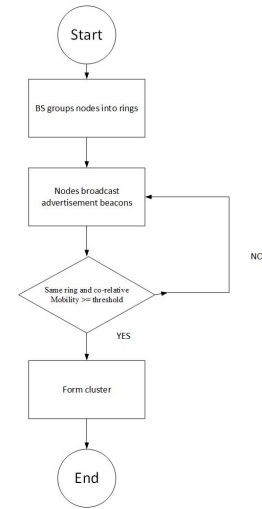 Start
BS groups nodes into rings
Nodes broadcast
advertisement beacons
Same ring and co-relative
Mobility >= threshold
NO
YES
Form cluster
End